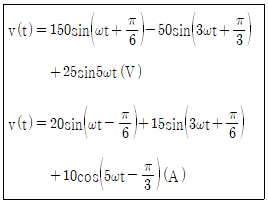 v(t)=150sin(ωt+π/6)-50sin(3ωt+π/3)
+25sin5ωt (V)
v(t)=20sin(ωt-π/6)+15sin(3ωt+π/6)
+10cos(5ωt-π/3)(A)